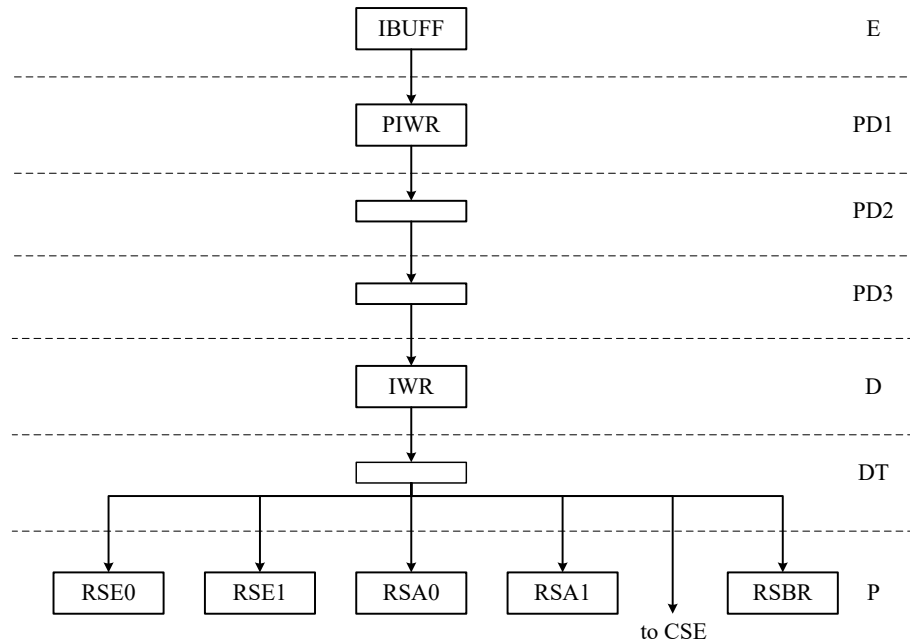 IBUFF E
PIWR PD1
PD2
PD3
IWR D
DT
RSE0 RSE1 RSA0 RSA1 RSBR P
to CSE